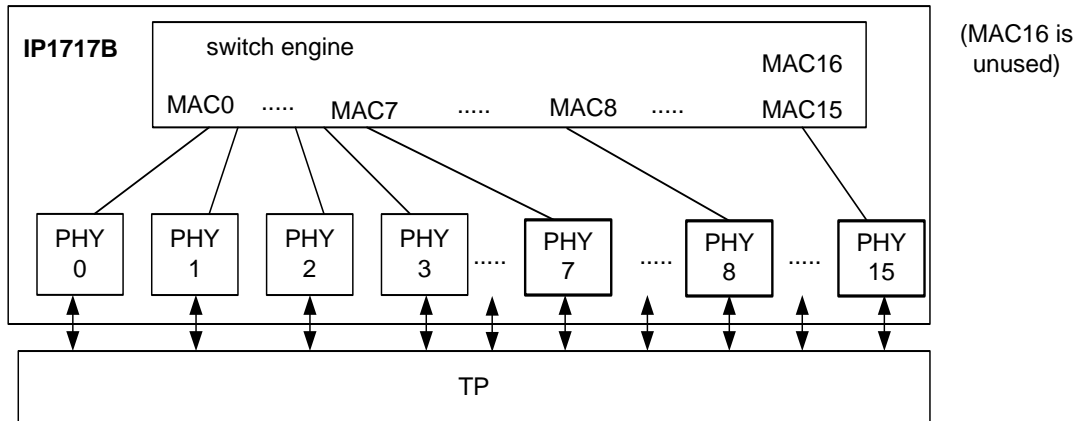 IP1717B
switch engine
(MAC16 is
unused)
MAC16
MAC0 ..... MAC7 ..... MAC8 ..... MAC15
PHY
0
PHY
1
PHY
2
PHY
3
.....
PHY
7
.....
PHY
8
.....
PHY
15
TP